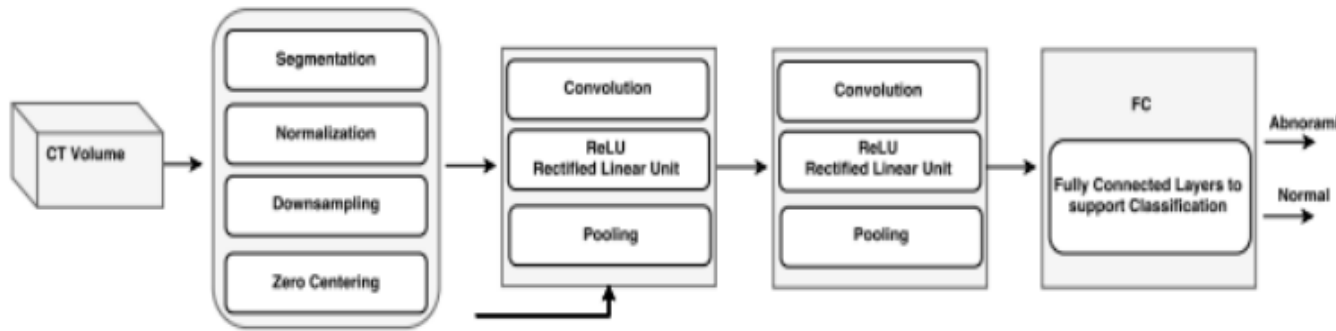 CT Volume
Segmentation
Normalization
Downsampling
Zero Centering
Convolution
ReLU
Rectified Linear Unit
Pooling
Convolution
ReLU
Rectified Linear Unit
Pooling
FC
Fully Connected Layers to
support Classification
Abnorami
Normal